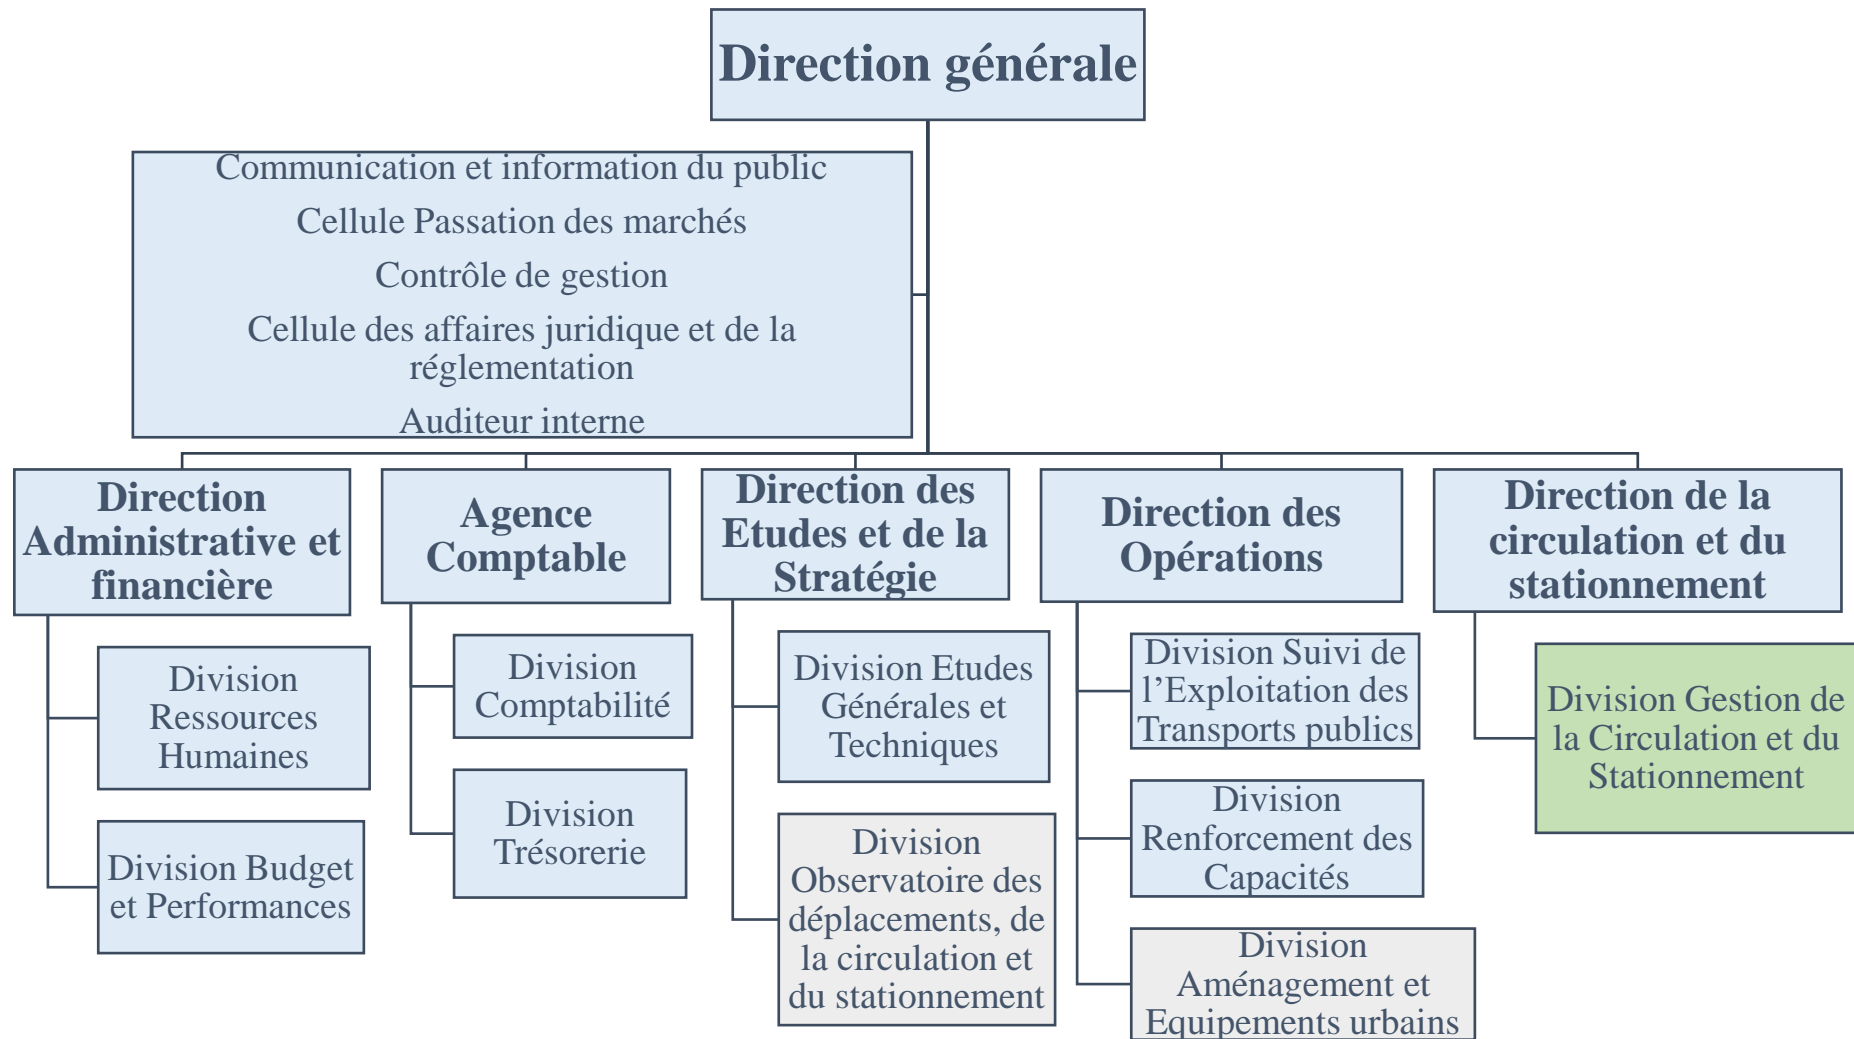 Direction générale
Communication et information du public
Cellule Passation des marchés
Contrôle de gestion
Cellule des affaires juridique et de la
réglementation
Auditeur interne
Direction
Administrative et
financière
Division
Ressources
Humaines
Division Budget
et Performances
Agence
Comptable
Division
Comptabilité
Division
Trésorerie
Direction des
Etudes et de la
Stratégie
Division Etudes
Générales et
Techniques
Division
Observatoire des
déplacements, de
la circulation et
du stationnement
Direction des
Opérations
Division Suivi de
l’Exploitation des
Transports publics
Division
Renforcement des
Capacités
Division
Aménagement et
Equipements urbains
Direction de la
circulation et du
stationnement
Division Gestion de
la Circulation et du
Stationnement